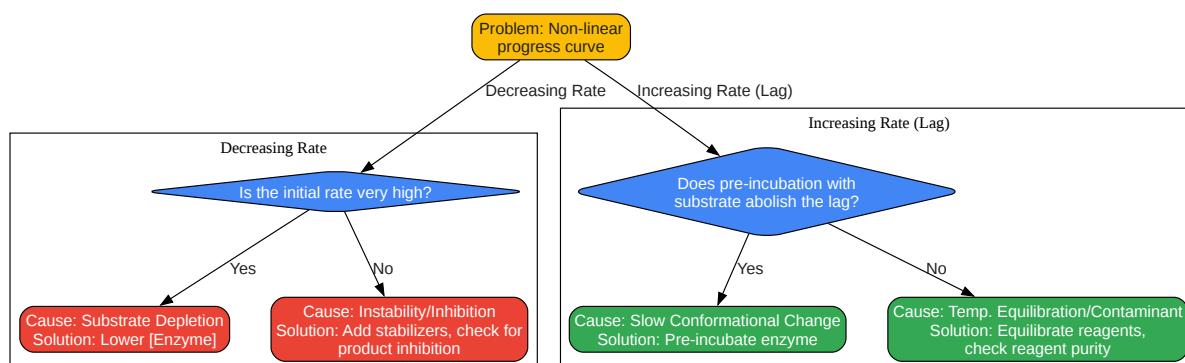 Problem: Non-linear
progress curve
Decreasing Rate
Increasing Rate (Lag)
Decreasing Rate
Is the initial rate very high?
Yes
No
Cause: Substrate Depletion
Solution: Lower [Enzyme]
Cause: Instability/Inhibition
Solution: Add stabilizers, check for
product inhibition
Increasing Rate (Lag)
Does pre-incubation with
substrate abolish the lag?
Yes
No
Cause: Slow Conformational Change
Solution: Pre-incubate enzyme
Cause: Temp. Equilibration/Contaminant
Solution: Equilibrate reagents,
check reagent purity